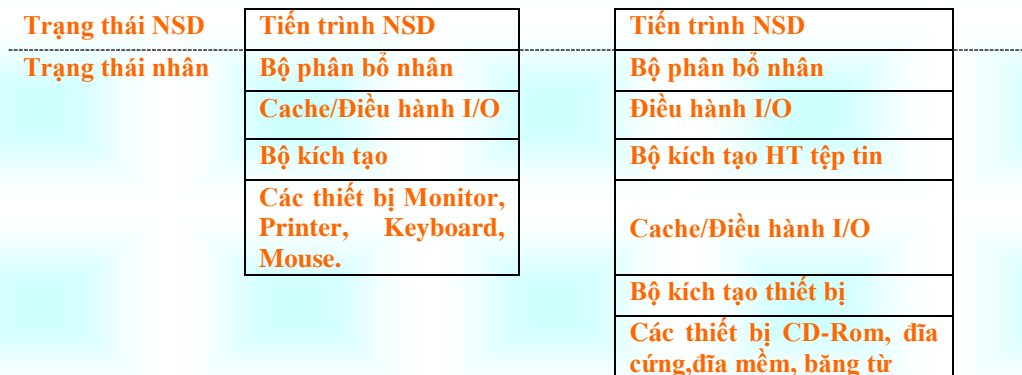 Trạng thái NSD Tiến trình NSD Tiến trình NSD
Trạng thái nhân Bộ phân bổ nhân Bộ phân bổ nhân
Cache/Điều hành I/O Điều hành I/O
Bộ kích tạo Bộ kích tạo HT tệp tin
Các thiết bị Monitor,
Printer, Keyboard,
Mouse.
Cache/Điều hành I/O
Bộ kích tạo thiết bị
Các thiết bị CD-Rom, đĩa
cứng,đĩa mềm, băng từ